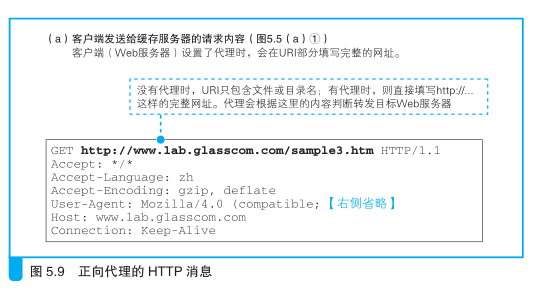 （a）客户端发送给缓存服务器的请求内容（图5.5（a）①）
客户端（Web服务器）设置了代理时，会在URI部分填写完整的网址。
没有代理时，URI只包含文件或目录名；有代理时，则直接填写http://...
这样的完整网址。代理会根据这里的内容判断转发目标Web服务器
GET http://www.lab.glasscom.com/sample3.htm HTTP/1.1
Accept: */*
Accept-Language: zh
Accept-Encoding: gzip, deflate
User-Agent: Mozilla/4.0 (compatible; 【右侧省略】
Host: www.lab.glasscom.com
Connection: Keep-Alive
图 5.9 正向代理的 HTTP 消息